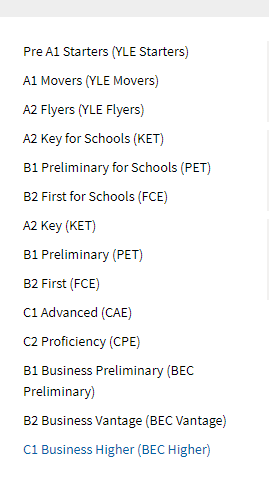 Pre A1 Starters (YLE Starters)
A1 Movers (YLE Movers)
A2 Flyers (YLE Flyers)
A2 Key for Schools (KET)
B1 Preliminary for Schools (PET)
B2 First for Schools (FCE)
A2 Key (KET)
B1 Preliminary (PET)
B2 First (FCE)
C1 Advanced (CAE)
C2 Proficiency (CPE)
B1 Business Preliminary (BEC
Preliminary)
B2 Business Vantage (BEC Vantage)
C1 Business Higher (BEC Higher)